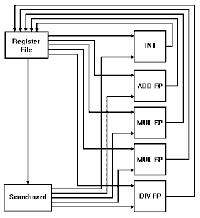 Register
File
INT
ADD FP
MUL FP
MUL FP
DIV FP
Scoreboard